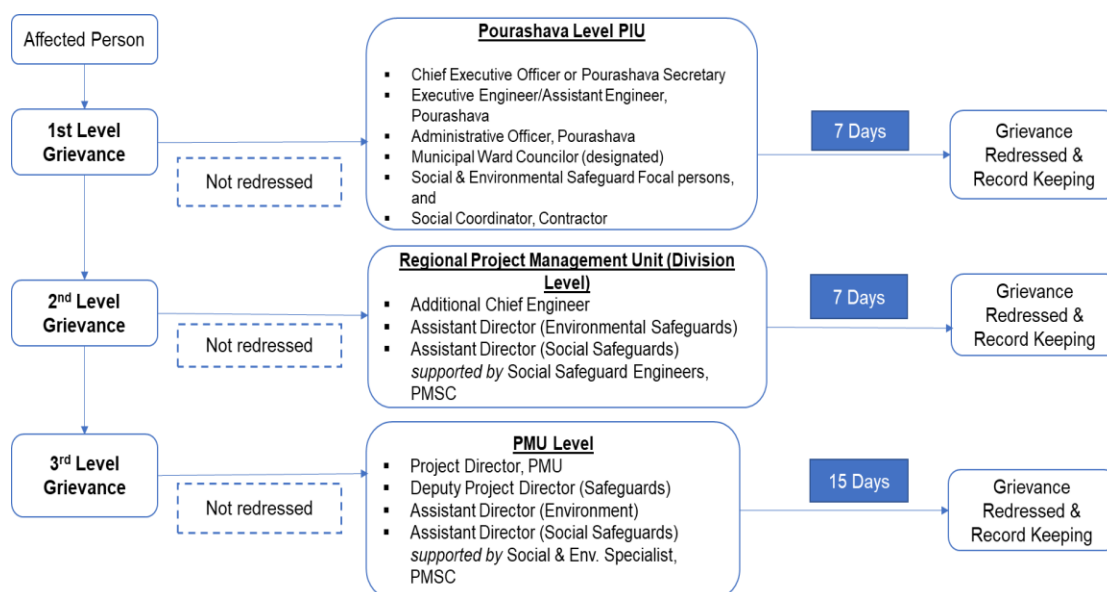 Affected Person
1st Level
Grievance
Not redressed
Pourashava Level PIU
▪ Chief Executive Officer or Pourashava Secretary
▪ Executive Engineer/Assistant Engineer,
Pourashava
▪ Administrative Officer, Pourashava
▪ Municipal Ward Councilor (designated)
▪ Social & Environmental Safeguard Focal persons,
and
▪ Social Coordinator, Contractor
7 Days
Grievance
Redressed &
Record Keeping
2nd Level
Grievance
Not redressed
Regional Project Management Unit (Division
Level)
▪ Additional Chief Engineer
▪ Assistant Director (Environmental Safeguards)
▪ Assistant Director (Social Safeguards)
supported by Social Safeguard Engineers,
PMSC
7 Days
Grievance
Redressed &
Record Keeping
3rd Level
Grievance
Not redressed
PMU Level
▪ Project Director, PMU
▪ Deputy Project Director (Safeguards)
▪ Assistant Director (Environment)
▪ Assistant Director (Social Safeguards)
supported by Social & Env. Specialist,
PMSC
15 Days
Grievance
Redressed &
Record Keeping